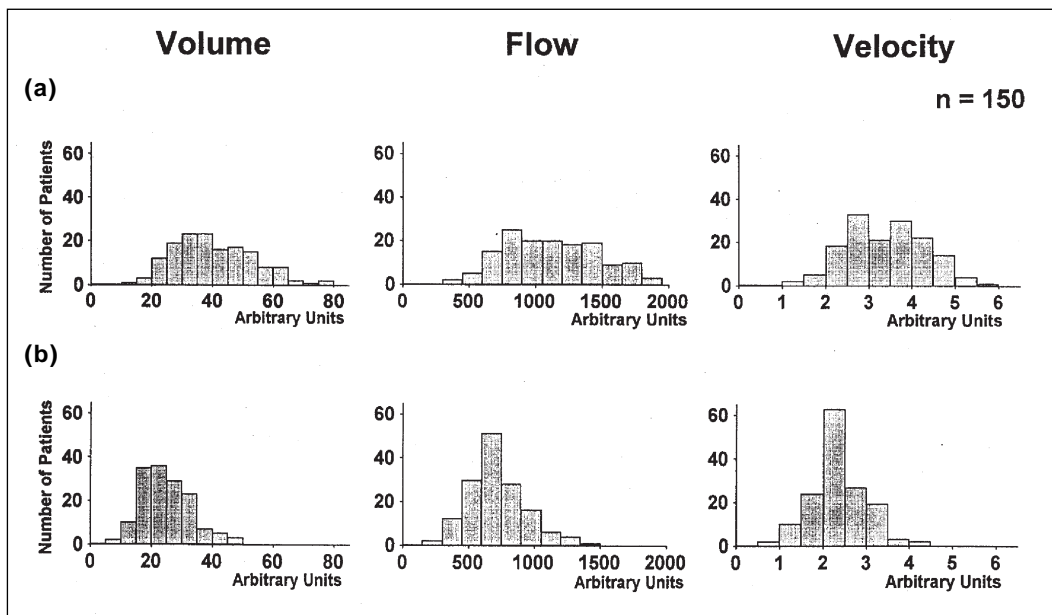 Volume Flow Velocity
(a)
n = 150
Number of Patients
60 60 60
40 40 40
20 20 20
0 0 0
20 40 60 80 500 1000 1500 2000 0 1 2 3 4 5 6
Arbitrary Units Arbitrary Units Arbitrary Units
(b)
Number of Patients
60 60 60
40 40 40
20 20 20
0 0 0
0 20 40 60 80 0 500 1000 1500 2000 0 1 2 3 4 5 6
Arbitrary Units Arbitrary Units Arbitrary Units